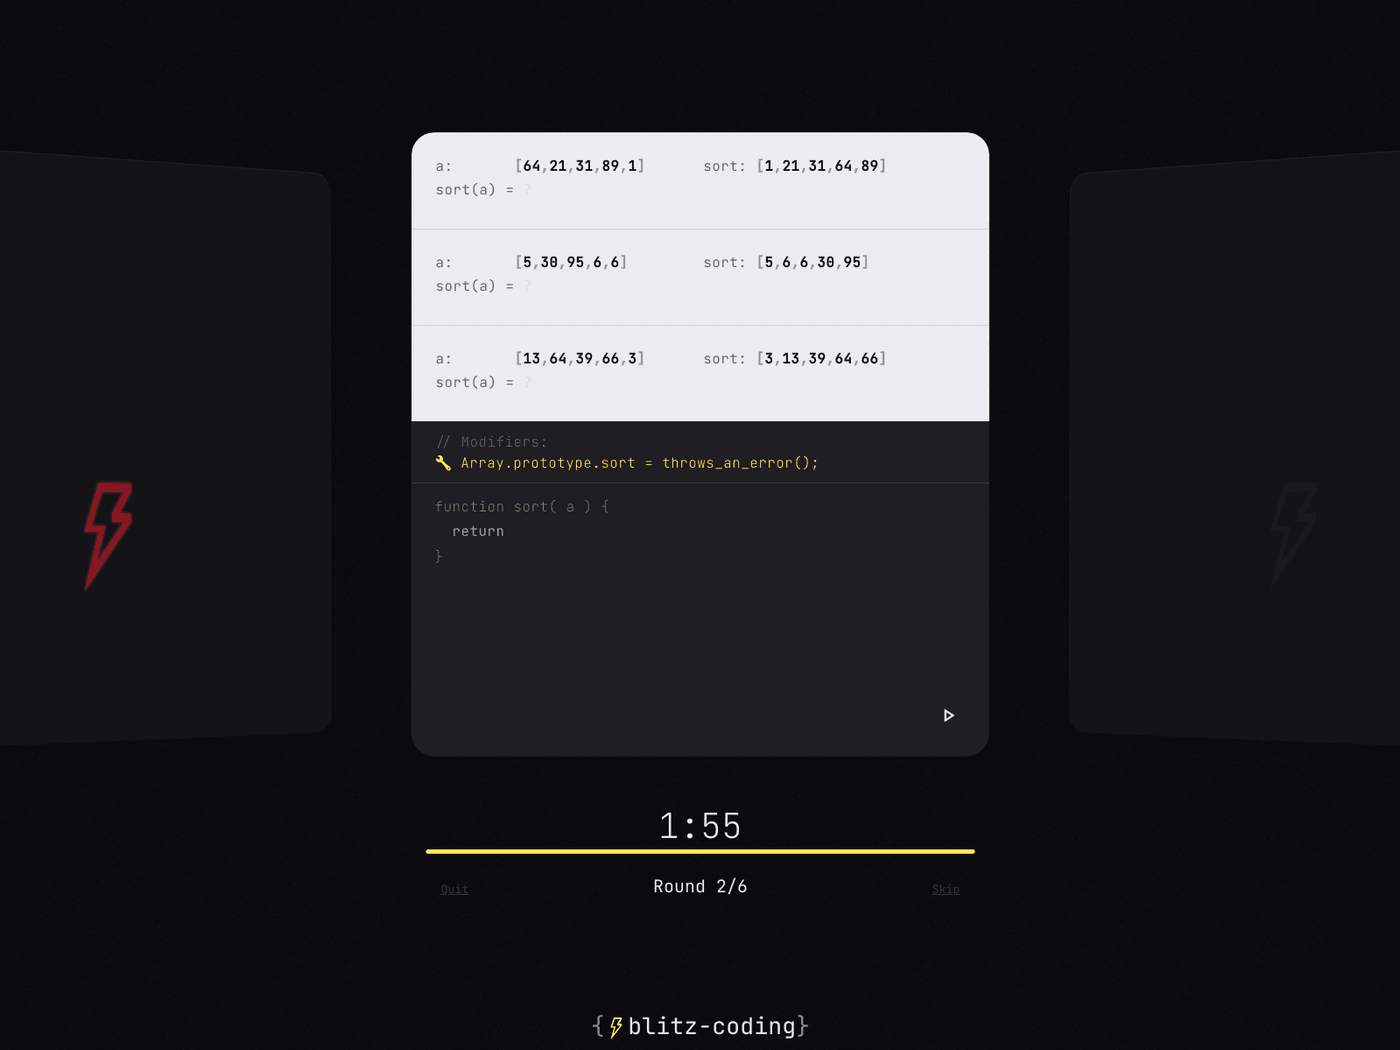 a: [64,21,31,89,1] sort: [1,21,31,64,89]
sort(a) = ?
a: [5,30,95,6,6] sort: [5,6,6,30,95]
sort(a) = ?
a: [13,64,39,66,3] sort: [3,13,39,64,66]
sort(a) = ?
// Modifiers:
🔧 Array.prototype.sort = throws_an_error();
function sort( a ) {
return
}
1:55
Quit Round 2/6 Skip
{⚡blitz-coding}